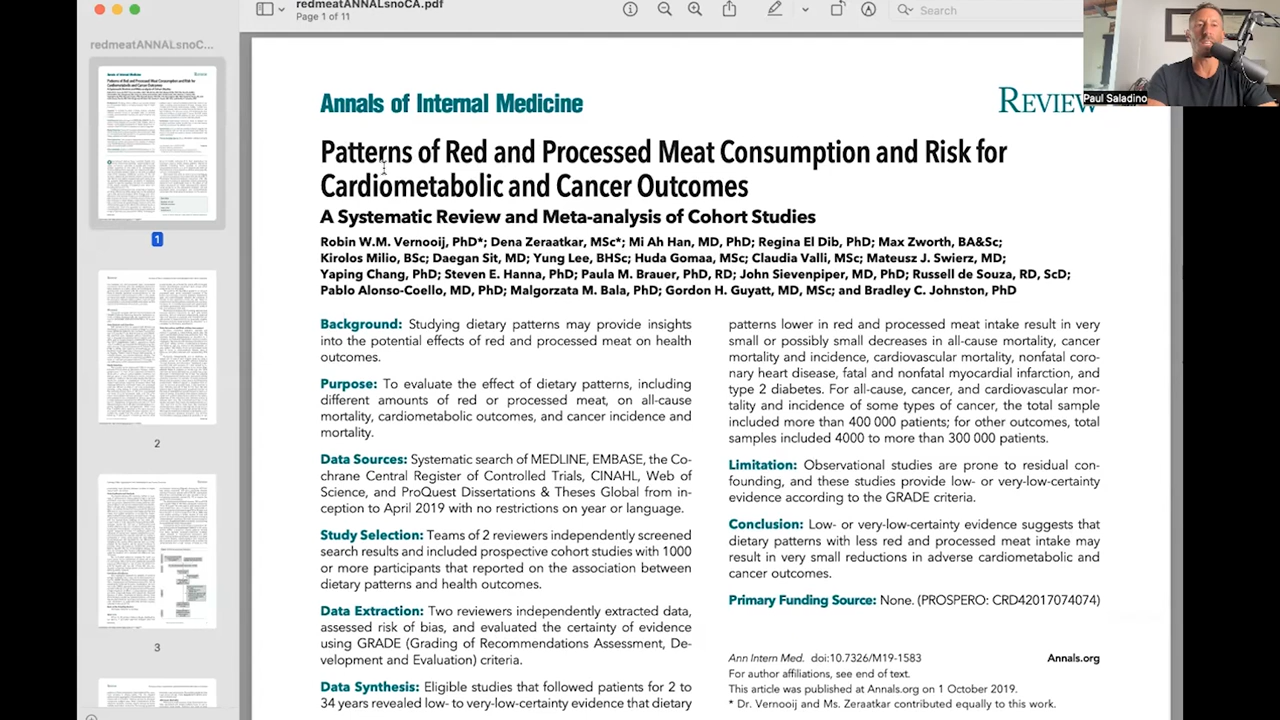 redmeatANNALsnoCA.pdf
Page 1 of 11
Search
redmeatANNALsnoC...
Paul Saladino
1
2
3
Annals of Internal Medicine
REVIEW
Patterns of Red and Processed Meat Consumption and Risk for
Cardiometabolic and Cancer Outcomes
A Systematic Review and Meta-analysis of Cohort Studies
Robin W.M. Vernooij, PhD*; Dena Zeraatkar, MSc*; Mi Ah Han, MD, PhD; Regina El Dib, PhD; Max Zworth, BA&Sc;
Kirolos Milio, BSc; Daegan Sit, MD; Yung Lee, BHSc; Huda Gomaa, MSc; Claudia Valli, MSc; Mateusz J. Swierz, MD;
Yaping Chang, PhD; Steven E. Hanna, PhD; Paula M. Brauer, PhD, RD; John Sievenpiper, MD, PhD; Russell de Souza, RD, ScD;
Pablo Alonso-Coello, MD, PhD; Malgorzata M. Bala, PhD; Gordon H. Guyatt, MD, MSc; and Bradley C. Johnston, PhD
Background: Studying dietary patterns may provide insights
into the potential effects of red and processed meat on health
outcomes.
Purpose: To evaluate the effect of dietary patterns, including
different amounts of red or processed meat, on all-cause
mortality, cardiometabolic outcomes, and cancer incidence and
mortality.
Data Sources: Systematic search of MEDLINE, EMBASE, the Co-
chrane Central Register of Controlled Trials, CINAHL, Web of
Science, and ProQuest Dissertations & Theses Global from in-
ception to April 2019 with no restrictions on year or language.
Study Selection: Teams of 2 reviewers independently screened
search results and included prospective cohort studies with 1000
or more participants that reported on the association between
dietary patterns and health outcomes.
Data Extraction: Two reviewers independently extracted data,
assessed risk of bias, and evaluated the certainty of evidence
using GRADE (Grading of Recommendations Assessment, De-
velopment and Evaluation) criteria.
Data Synthesis: Eligible studies that followed patients for 2 to
34 years revealed low- to very-low-certainty evidence that dietary
patterns lower in red and processed meat intake result in very
small or possibly small decreases in all-cause mortality, cancer
mortality and incidence, cardiovascular mortality, nonfatal coro-
nary heart disease, fatal and nonfatal myocardial infarction, and
type 2 diabetes. For all-cause, cancer, and cardiovascular mor-
tality and incidence of some types of cancer, the total sample
included more than 400 000 patients; for other outcomes, total
samples included 4000 to more than 300 000 patients.
Limitation: Observational studies are prone to residual con-
founding, and these studies provide low- or very-low-certainty
evidence according to the GRADE criteria.
Conclusion: Low- or very-low-certainty evidence suggests that
dietary patterns with less red and processed meat intake may
result in very small reductions in adverse cardiometabolic and
cancer outcomes.
Primary Funding Source: None. (PROSPERO: CRD42017074074)
Ann Intern Med. doi:10.7326/M19-1583
Annals.org
For author affiliations, see end of text.
This article was published at Annals.org on 1 October 2019.
* Dr. Vernooij and Ms. Zeraatkar contributed equally to this work.